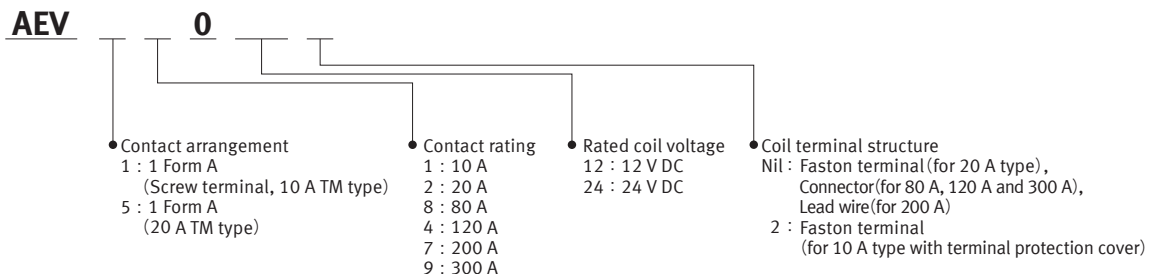 AEV 0
Contact arrangement
1 : 1 Form A
(Screw terminal, 10 A TM type)
5 : 1 Form A
(20 A TM type)
Contact rating
1 : 10 A
2 : 20 A
8 : 80 A
4 : 120 A
7 : 200 A
9 : 300 A
Rated coil voltage
12 : 12 V DC
24 : 24 V DC
Coil terminal structure
Nil : Faston terminal (for 20 A type),
Connector (for 80 A, 120 A and 300 A),
Lead wire (for 200 A)
2 : Faston terminal
(for 10 A type with terminal protection cover)